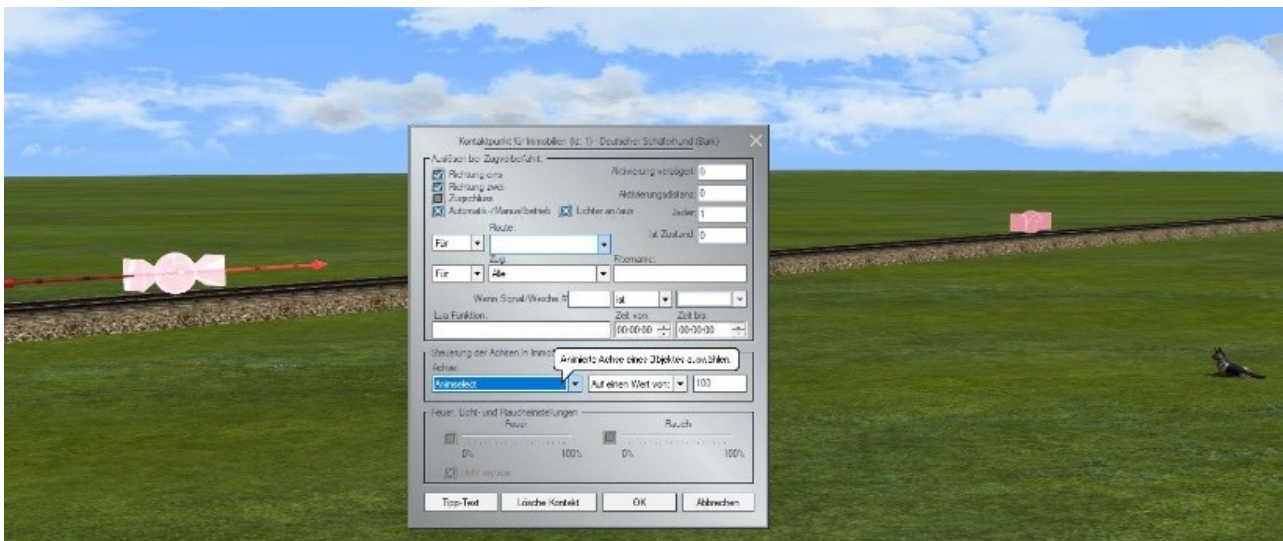 Kontaktpunkt für Immobilien (Id: 1) - Deutscher Schäferhund (Bark)
Auslösen bei Zugvorbeifahrt:
Richtung eins
Aktivierung verzögert: 0
Richtung zwei
Zugschluss
Aktivierungsdistanz: 0
Automatik-/Manuellbetrieb
Lichter an/aus
Jeder: 1
Route:
Ist Zustand: 0
Für
Zug:
Filtername:
Für
Alle
Wenn Signal/Weiche #
ist
Lua Funktion:
Zeit von:
Zeit bis:
00:00:00
00:00:00
Steuerung der Achsen in Immo
Animierte Achse eines Objektes auswählen.
Achse:
Animselect
Auf einen Wert von:
100
Feuer, Licht- und Raucheinstellungen
Feuer
Rauch
0%
100%
0%
100%
Licht an/aus
Tipp-Text
Lösche Kontakt
OK
Abbrechen